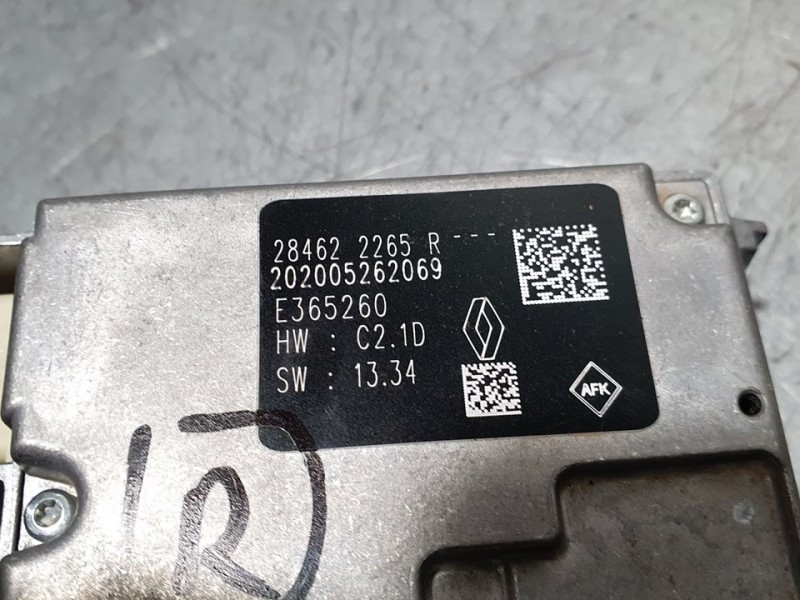 28462 2265 R ---
202005262069
E365260
HW : C2.1D
SW : 13.34
AFK
R